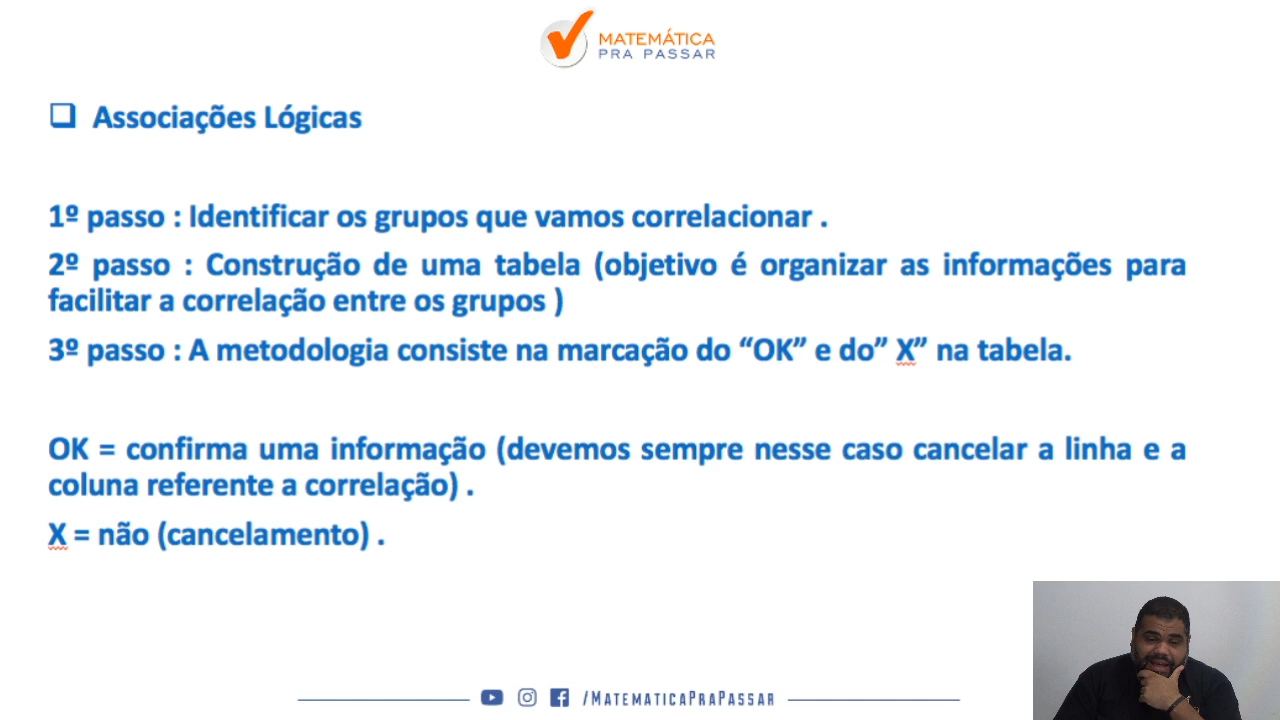 MATEMÁTICA
PRA PASSAR
Associações Lógicas
1º passo : Identificar os grupos que vamos correlacionar .
2º passo : Construção de uma tabela (objetivo é organizar as informações para
facilitar a correlação entre os grupos )
3º passo : A metodologia consiste na marcação do “OK” e do” X” na tabela.
OK = confirma uma informação (devemos sempre nesse caso cancelar a linha e a
coluna referente a correlação) .
X = não (cancelamento) .
/MATEMATICAPRAPASSAR